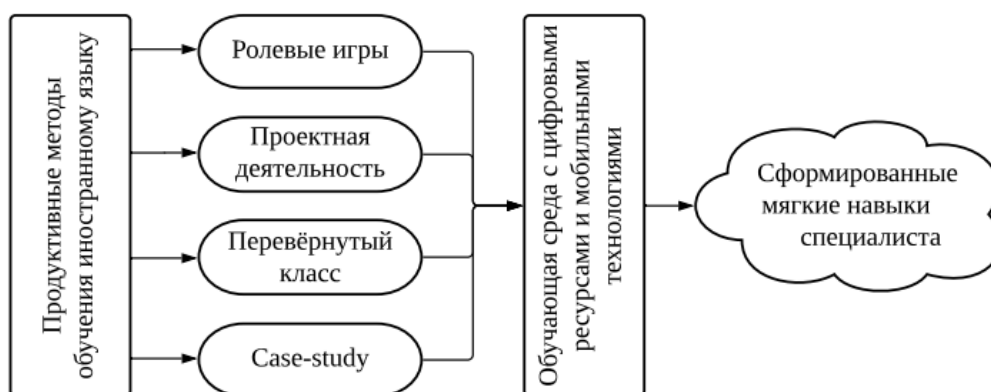 Продуктивные методы
обучения иностранному языку
Ролевые игры
Проектная
деятельность
Перевёрнутый
класс
Case-study
Обучающая среда с цифровыми
ресурсами и мобильными
технологиями
Сформированные
мягкие навыки
специалиста